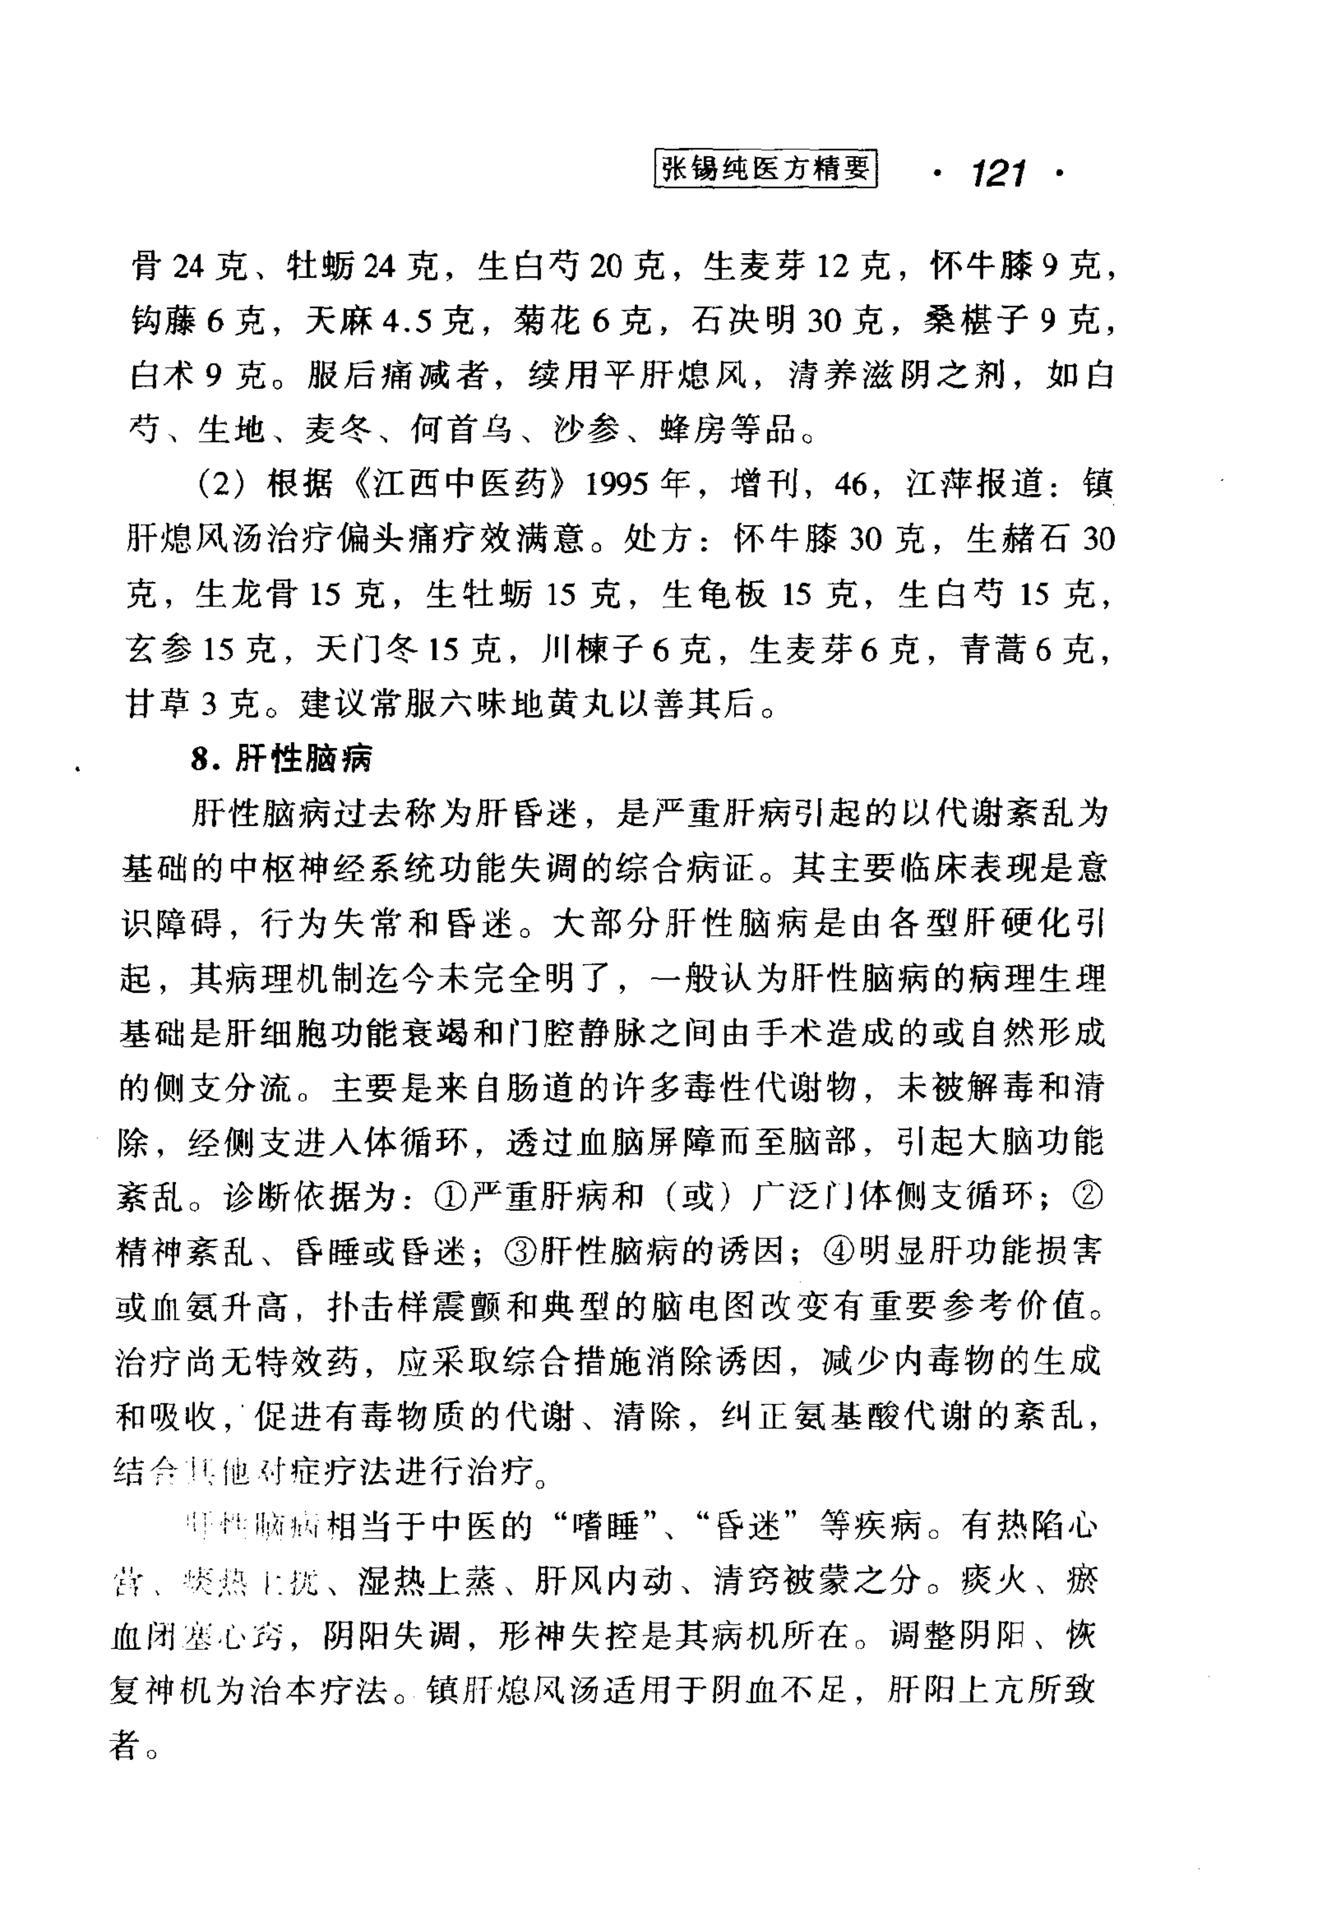 张锡纯医方精要 · 121 ·
骨 24 克、牡蛎 24 克，生白芍 20 克，生麦芽 12 克，怀牛膝 9 克，
钩藤 6 克，天麻 4.5 克，菊花 6 克，石决明 30 克，桑椹子 9 克，
白术 9 克。服后痛减者，续用平肝熄风，清养滋阴之剂，如白
芍、生地、麦冬、何首乌、沙参、蜂房等品。
（2）根据《江西中医药》1995 年，增刊，46，江萍报道：镇
肝熄风汤治疗偏头痛疗效满意。处方：怀牛膝 30 克，生赭石 30
克，生龙骨 15 克，生牡蛎 15 克，生龟板 15 克，生白芍 15 克，
玄参 15 克，天门冬 15 克，川楝子 6 克，生麦芽 6 克，青蒿 6 克，
甘草 3 克。建议常服六味地黄丸以善其后。
8. 肝性脑病
肝性脑病过去称为肝昏迷，是严重肝病引起的以代谢紊乱为
基础的中枢神经系统功能失调的综合病证。其主要临床表现是意
识障碍，行为失常和昏迷。大部分肝性脑病是由各型肝硬化引
起，其病理机制迄今未完全明了，一般认为肝性脑病的病理生理
基础是肝细胞功能衰竭和门腔静脉之间由手术造成的或自然形成
的侧支分流。主要是来自肠道的许多毒性代谢物，未被解毒和清
除，经侧支进入体循环，透过血脑屏障而至脑部，引起大脑功能
紊乱。诊断依据为：①严重肝病和（或）广泛门体侧支循环；②
精神紊乱、昏睡或昏迷；③肝性脑病的诱因；④明显肝功能损害
或血氨升高，扑击样震颤和典型的脑电图改变有重要参考价值。
治疗尚无特效药，应采取综合措施消除诱因，减少内毒物的生成
和吸收，促进有毒物质的代谢、清除，纠正氨基酸代谢的紊乱，
结合其他对症疗法进行治疗。
肝性脑病相当于中医的“嗜睡”、“昏迷”等疾病。有热陷心
营、痰热上扰、湿热上蒸、肝风内动、清窍被蒙之分。痰火、瘀
血闭塞心窍，阴阳失调，形神失控是其病机所在。调整阴阳、恢
复神机为治本疗法。镇肝熄风汤适用于阴血不足，肝阳上亢所致
者。